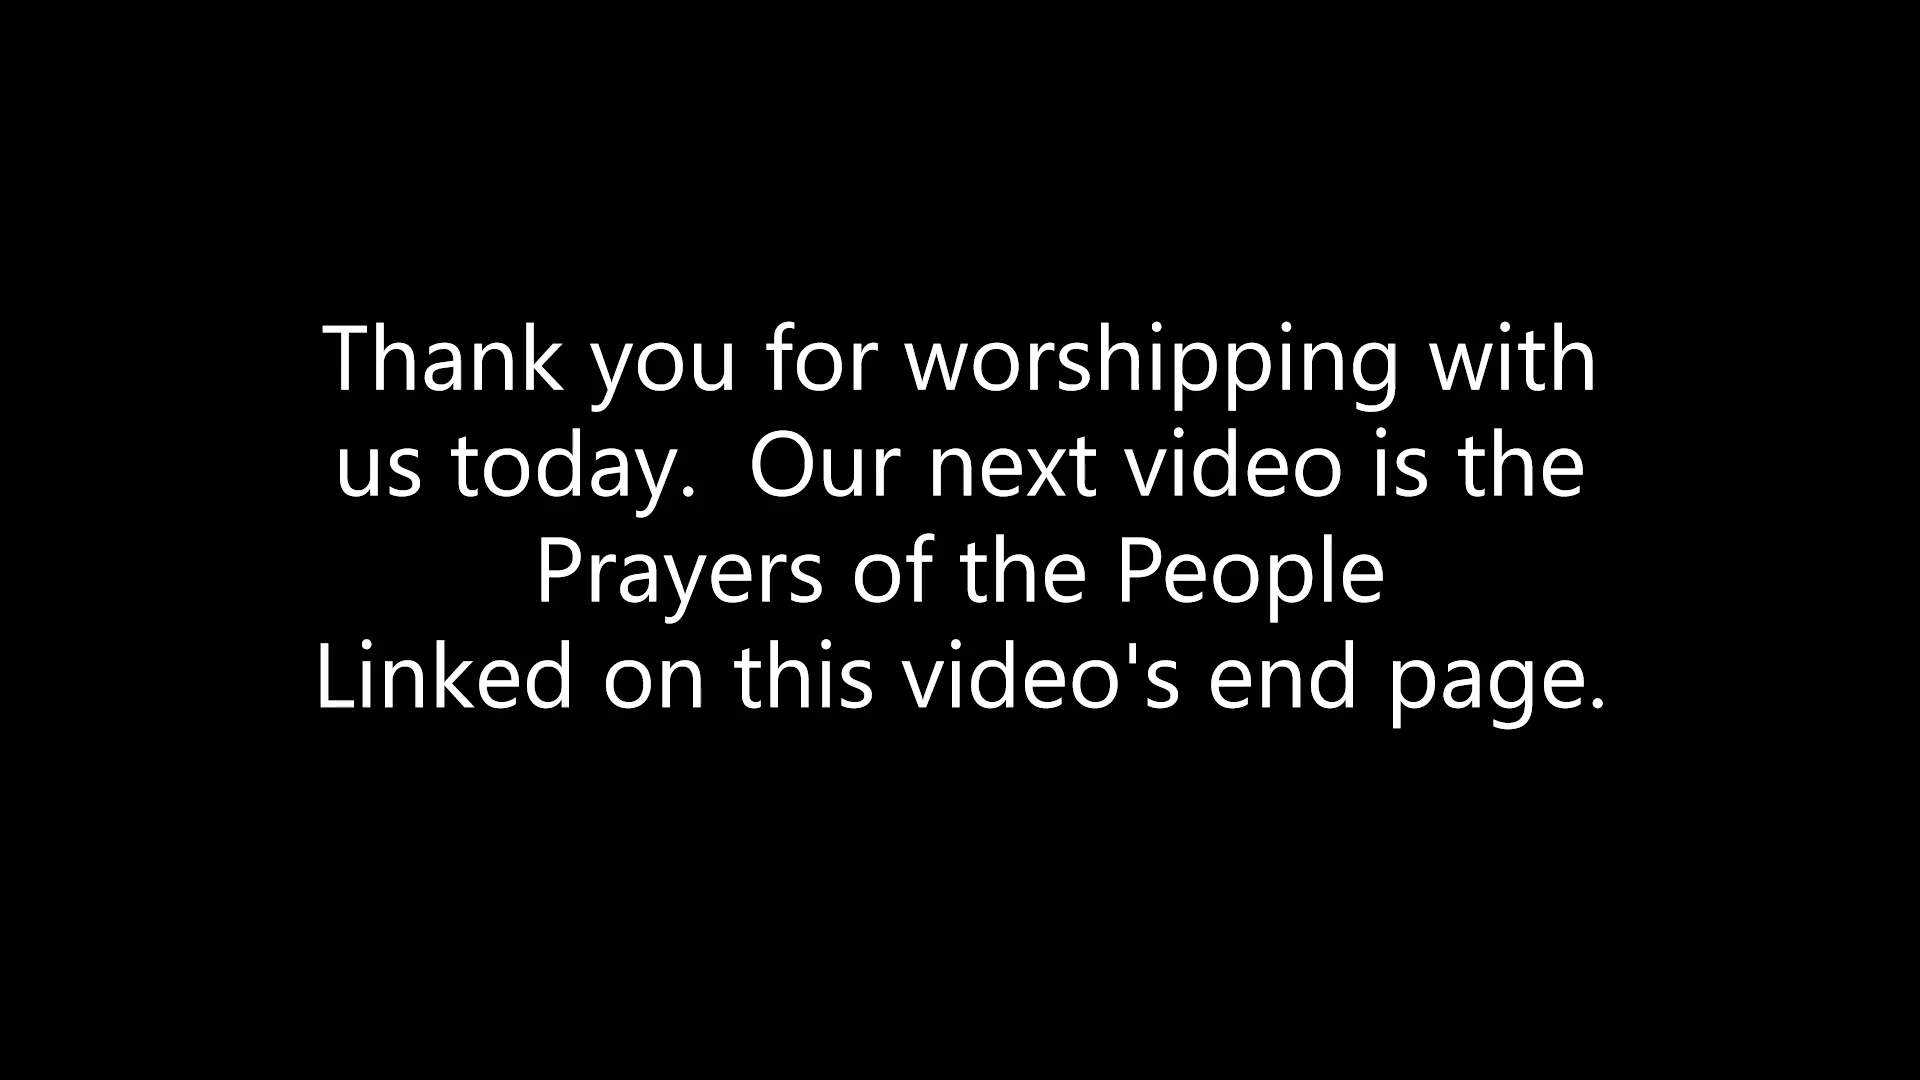 Thank you for worshipping with
us today.  Our next video is the
Prayers of the People
Linked on this video's end page.